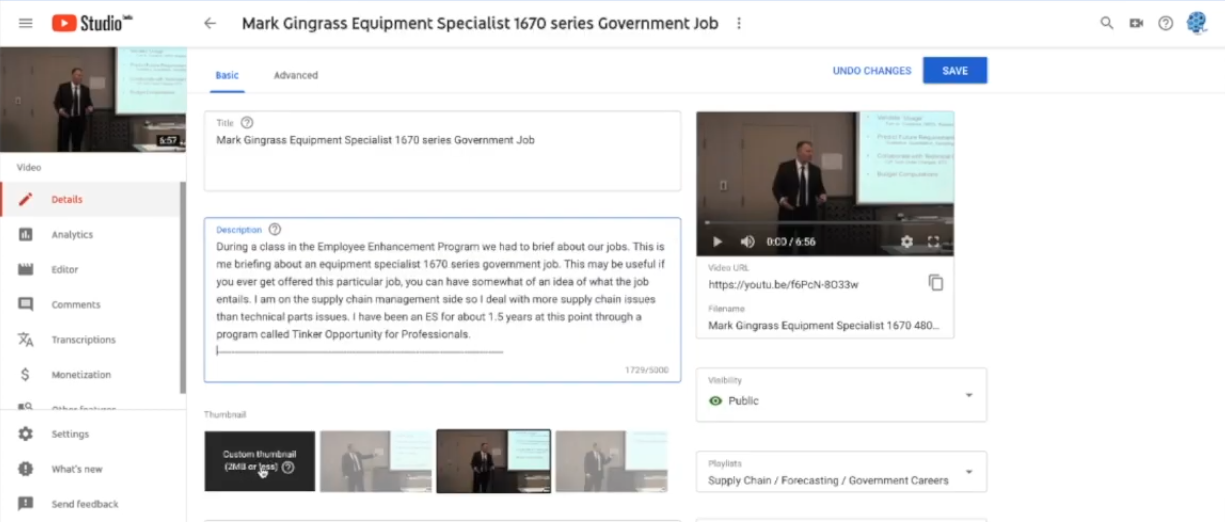 Studio
Mark Gingrass Equipment Specialist 1670 series Government Job
6:57
Video
Details
Analytics
Editor
Comments
Transcriptions
Monetization
Other features
Settings
What's new
Send feedback
Basic
Advanced
UNDO CHANGES
SAVE
Title
Mark Gingrass Equipment Specialist 1670 series Government Job
Description
During a class in the Employee Enhancement Program we had to brief about our jobs. This is
me briefing about an equipment specialist 1670 series government job. This may be useful if
you ever get offered this particular job, you can have somewhat of an idea of what the job
entails. I am on the supply chain management side so I deal with more supply chain issues
than technical parts issues. I have been an ES for about 1.5 years at this point through a
program called Tinker Opportunity for Professionals.
1729/5000
Thumbnail
Custom thumbnail
(2MB or less)
0:00 / 6:56
Video URL
https://youtu.be/f6PcN-8O33w
Filename
Mark Gingrass Equipment Specialist 1670 480...
Visibility
Public
Playlists
Supply Chain / Forecasting / Government Careers